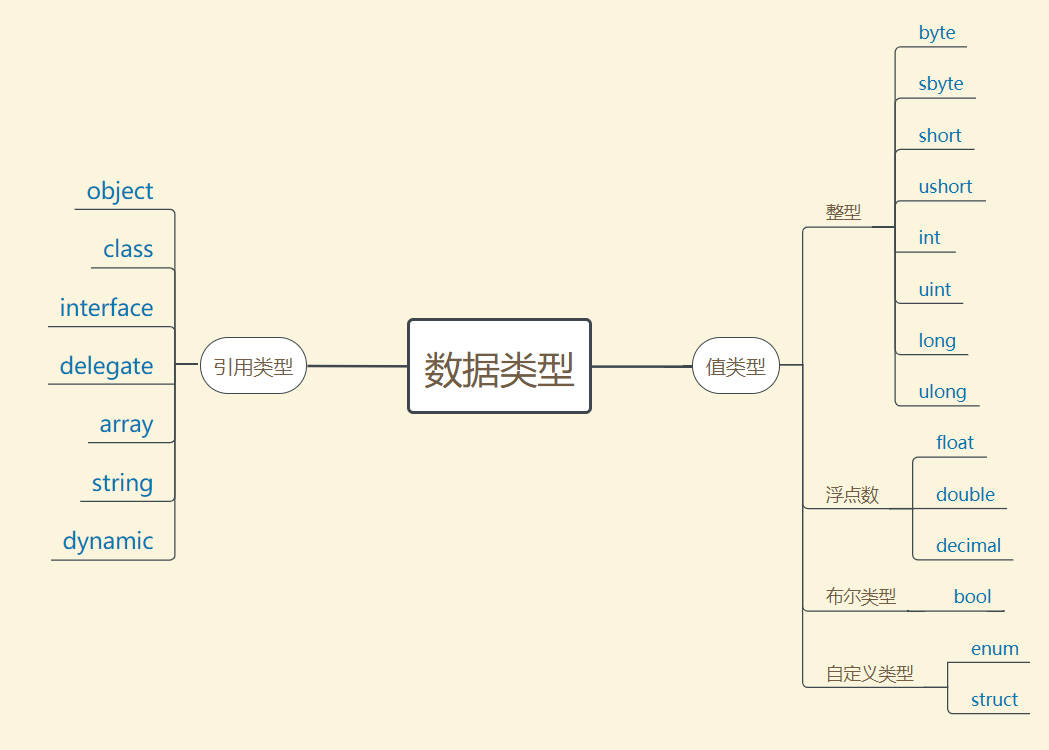 数据类型
引用类型
object
class
interface
delegate
array
string
dynamic
值类型
整型
byte
sbyte
short
ushort
int
uint
long
ulong
浮点数
float
double
decimal
布尔类型
bool
自定义类型
enum
struct